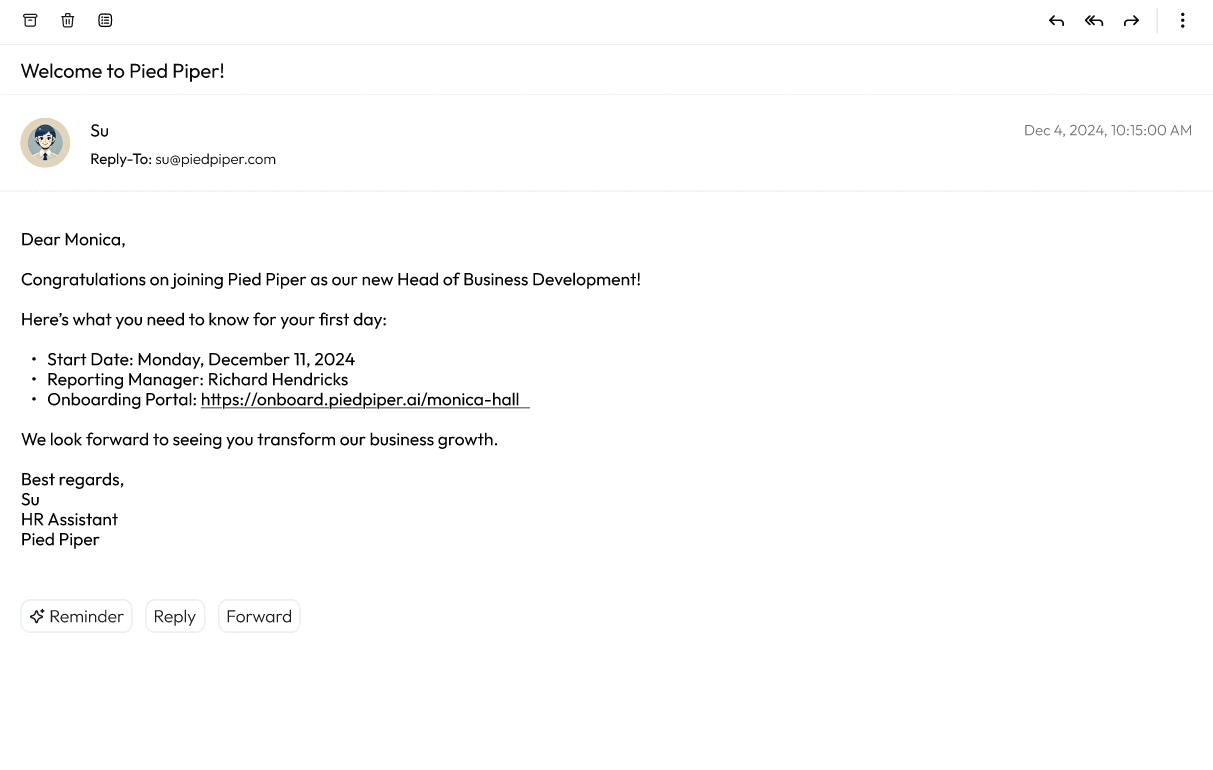 Welcome to Pied Piper!
Su
Dec 4, 2024, 10:15:00 AM
Reply-To: su@piedpiper.com
Dear Monica,
Congratulations on joining Pied Piper as our new Head of Business Development!
Here's what you need to know for your first day:
• Start Date: Monday, December 11, 2024
• Reporting Manager: Richard Hendricks
• Onboarding Portal: https://onboard.piedpiper.ai/monica-hall
We look forward to seeing you transform our business growth.
Best regards,
Su
HR Assistant
Pied Piper
Reminder
Reply
Forward